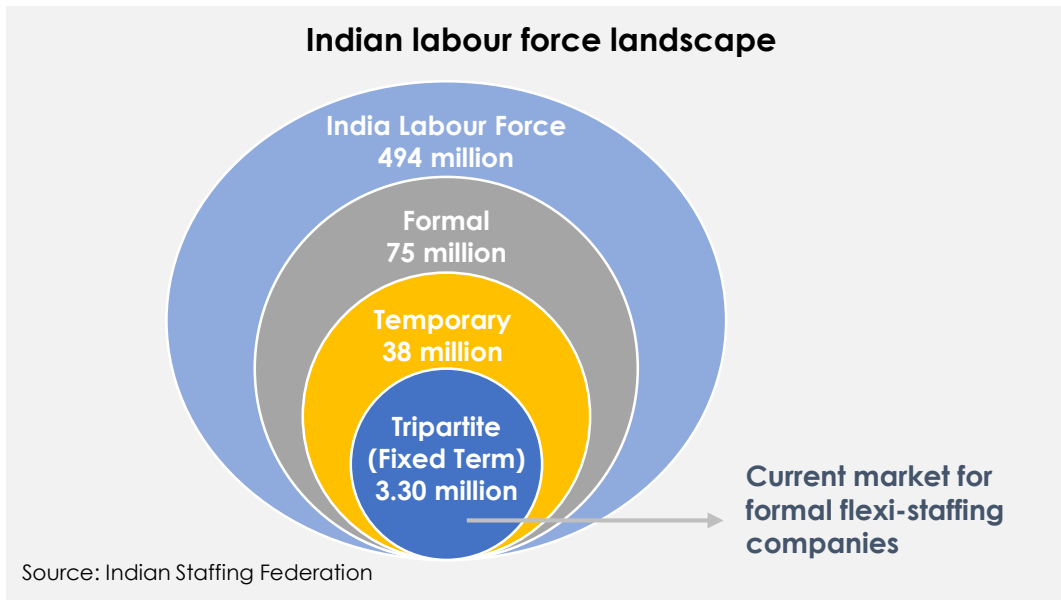 Indian labour force landscape
India Labour Force
494 million
Formal
75 million
Temporary
38 million
Tripartite
(Fixed Term)
3.30 million
Current market for
formal flexi-staffing
companies
Source: Indian Staffing Federation